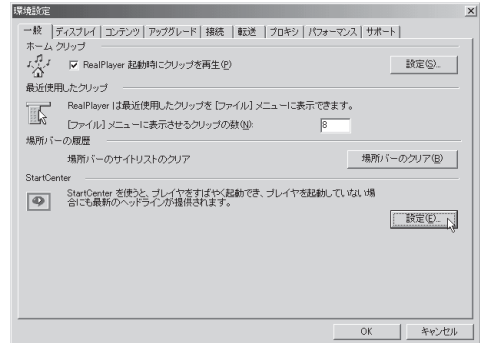 環境設定
一般 ディスプレイ コンテンツ アップグレード 接続 転送 プロキシ パフォーマンス サポート
ホーム クリップ
RealPlayer 起動時にクリップを再生(P)
設定(S)...
最近使用したクリップ
RealPlayer は最近使用したクリップを [ファイル] メニューに表示できます。
[ファイル] メニューに表示させるクリップの数(N):
8
場所バーの履歴
場所バーのサイトリストのクリア
場所バーのクリア(B)
StartCenter
StartCenter を使うと、プレイヤをすばやく起動でき、プレイヤを起動していない場
合にも最新のヘッドラインが提供されます。
設定(E)...
OK キャンセル